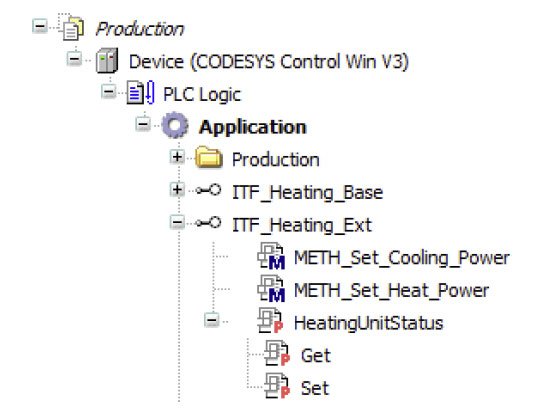 Production
Device (CODESYS Control Win V3)
PLC Logic
Application
Production
ITF_Heating_Base
ITF_Heating_Ext
METH_Set_Cooling_Power
METH_Set_Heat_Power
HeatingUnitStatus
Get
Set